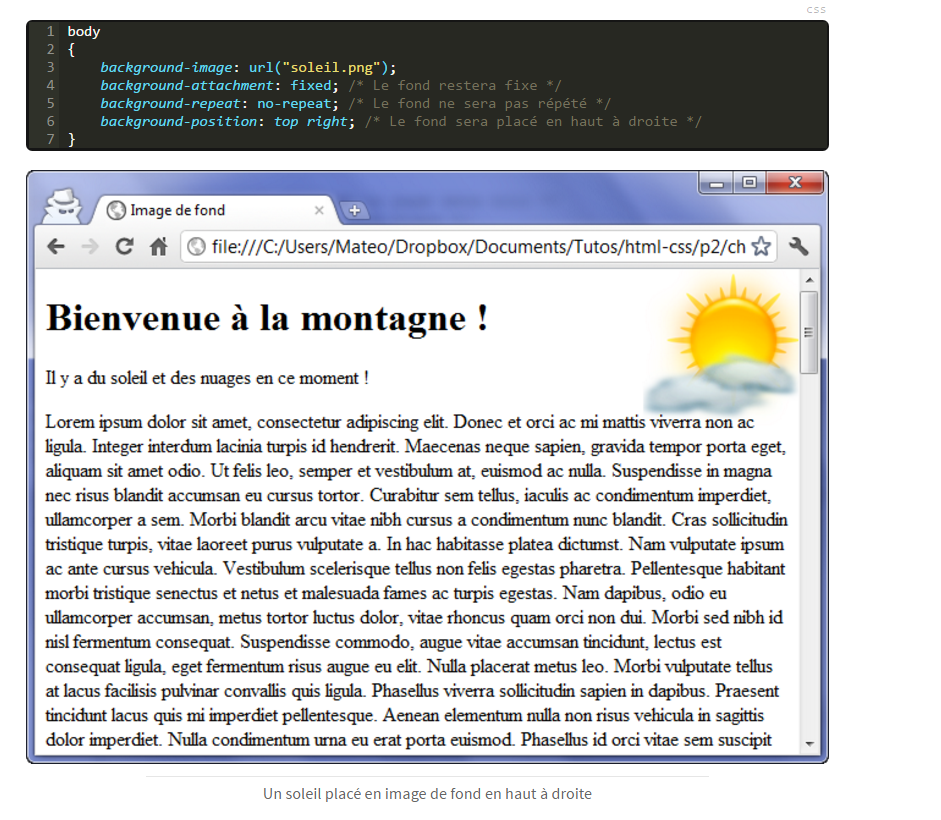 css
1 body
2 {
3     background-image: url("soleil.png");
4     background-attachment: fixed; /* Le fond restera fixe */
5     background-repeat: no-repeat; /* Le fond ne sera pas répété */
6     background-position: top right; /* Le fond sera placé en haut à droite */
7 }
Image de fond
file:///C:/Users/Mateo/Dropbox/Documents/Tutos/html-css/p2/ch
Bienvenue à la montagne !
Il y a du soleil et des nuages en ce moment !
Lorem ipsum dolor sit amet, consectetur adipiscing elit. Donec et orci ac mi mattis viverra non ac
ligula. Integer interdum lacinia turpis id hendrerit. Maecenas neque sapien, gravida tempor porta eget,
aliquam sit amet odio. Ut felis leo, semper et vestibulum at, euismod ac nulla. Suspendisse in magna
nec risus blandit accumsan eu cursus tortor. Curabitur sem tellus, iaculis ac condimentum imperdiet,
ullamcorper a sem. Morbi blandit arcu vitae nibh cursus a condimentum nunc blandit. Cras sollicitudin
tristique turpis, vitae laoreet purus vulputate a. In hac habitasse platea dictumst. Nam vulputate ipsum
ac ante cursus vehicula. Vestibulum scelerisque tellus non felis egestas pharetra. Pellentesque habitant
morbi tristique senectus et netus et malesuada fames ac turpis egestas. Nam dapibus, odio eu
ullamcorper accumsan, metus tortor luctus dolor, vitae rhoncus quam orci non dui. Morbi sed nibh id
nisl fermentum consequat. Suspendisse commodo, augue vitae accumsan tincidunt, lectus est
consequat ligula, eget fermentum risus augue eu elit. Nulla placerat metus leo. Morbi vulputate tellus
at lacus facilisis pulvinar convallis quis ligula. Phasellus viverra sollicitudin sapien in dapibus. Praesent
tincidunt lacus quis mi imperdiet pellentesque. Aenean elementum nulla non risus vehicula in sagittis
dolor imperdiet. Nulla condimentum urna eu erat porta euismod. Phasellus id orci vitae sem suscipit
Un soleil placé en image de fond en haut à droite